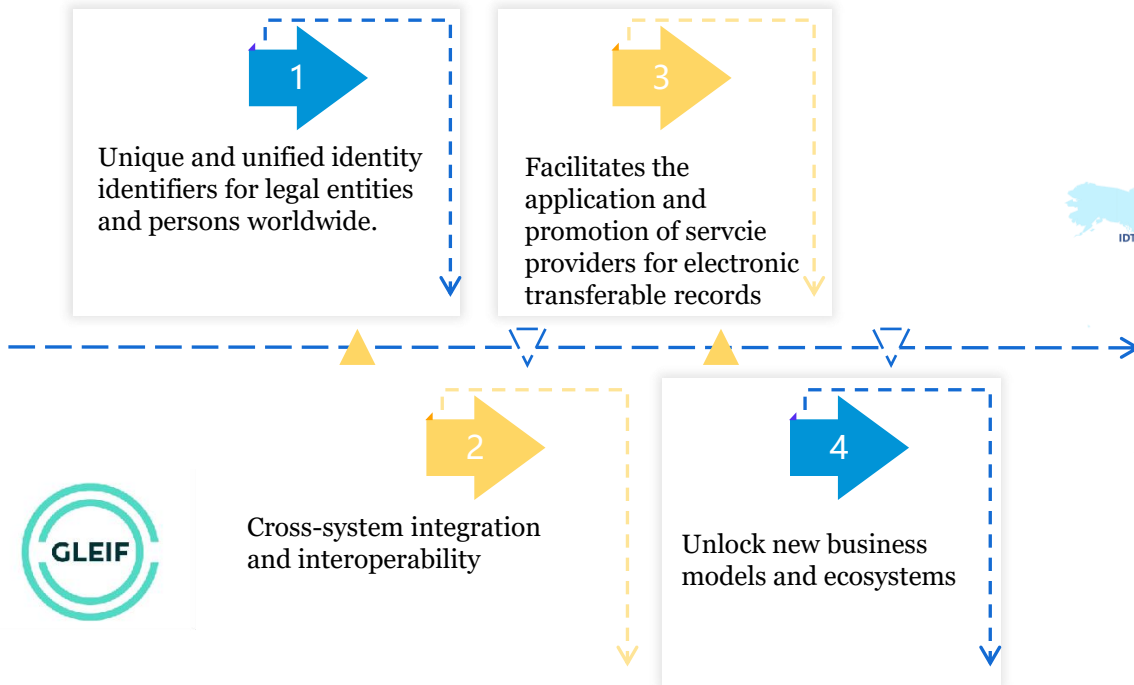 1
Unique and unified identity
identifiers for legal entities
and persons worldwide.
3
Facilitates the
application and
promotion of servcie
providers for electronic
transferable records
IDT
2
Cross-system integration
and interoperability
4
Unlock new business
models and ecosystems
GLEIF